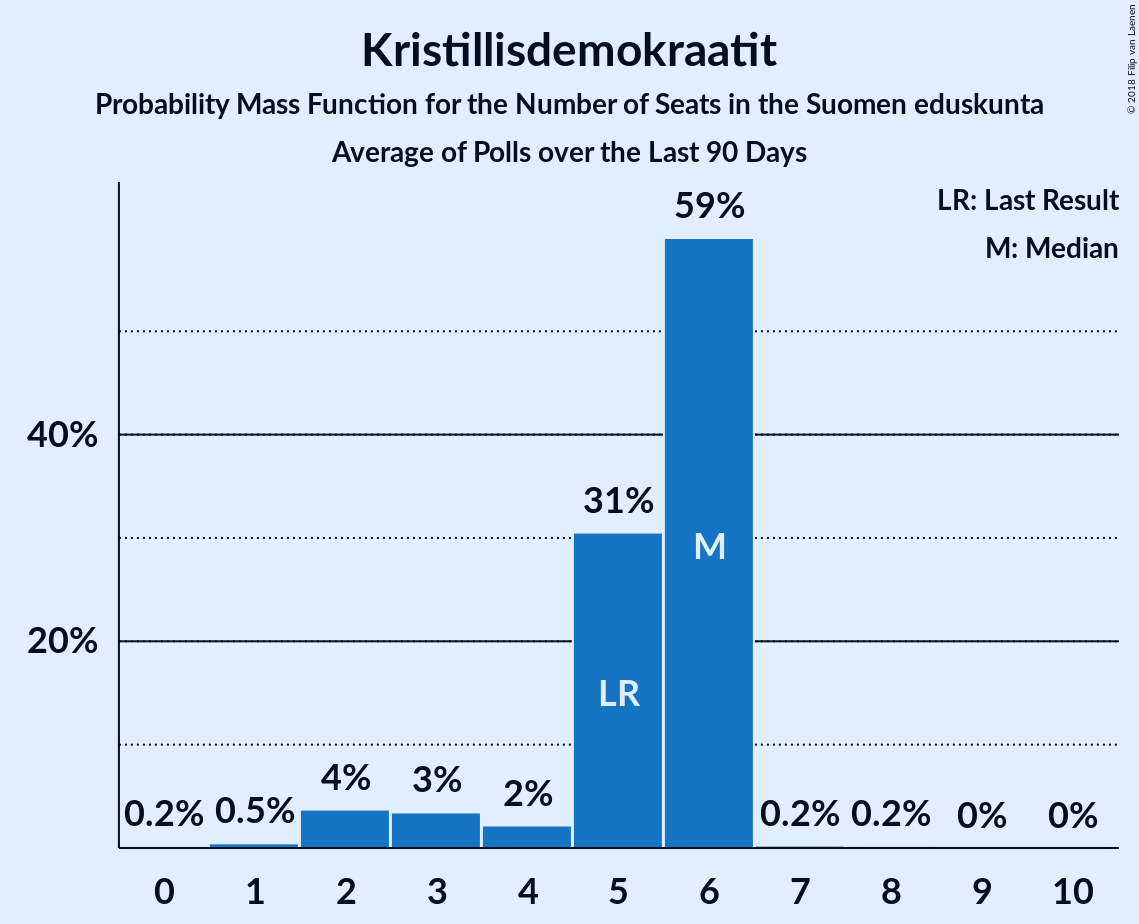 Kristillisdemokraatit
Probability Mass Function for the Number of Seats in the Suomen eduskunta
Average of Polls over the Last 90 Days
© 2018 Filip van Laenen
LR: Last Result
M: Median
59%
40%
31%
M
20%
LR
0.2% 0.5% 4% 3% 2% 0.2% 0.2% 0% 0%
0 1 2 3 4 5 6 7 8 9 10